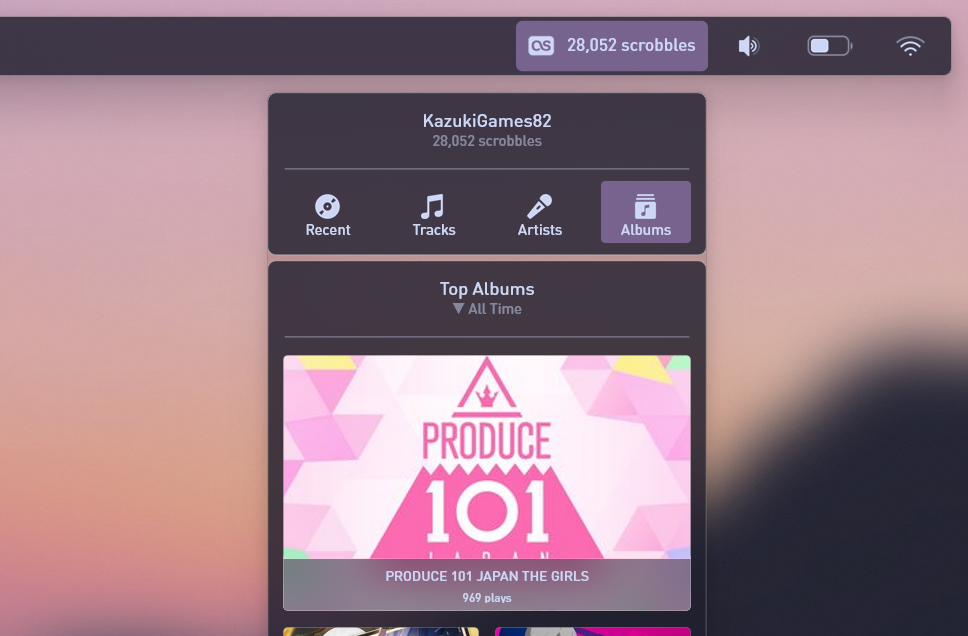 28,052 scrobbles
KazukiGames82
28,052 scrobbles
Recent
Tracks
Artists
Albums
Top Albums
▼ All Time
PRODUCE
101
JAPAN
PRODUCE 101 JAPAN THE GIRLS
969 plays